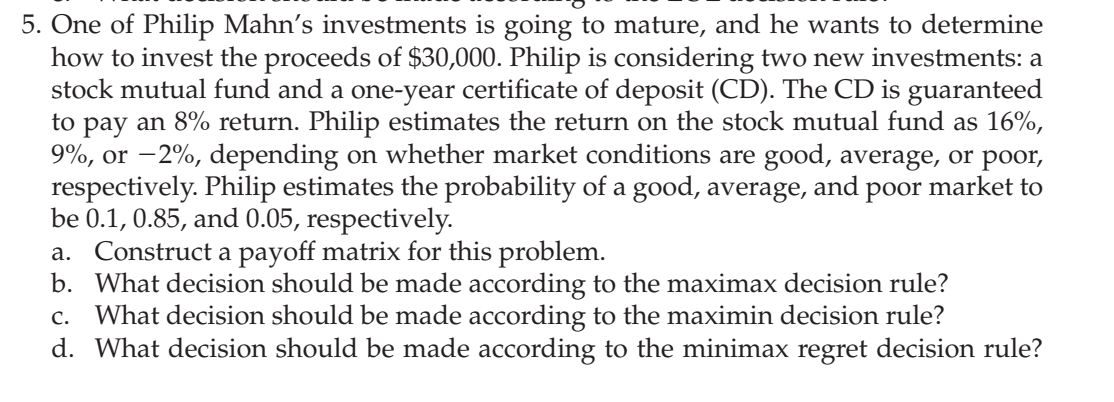 5. One of Philip Mahn’s investments is going to mature, and he wants to determine
how to invest the proceeds of $30,000. Philip is considering two new investments: a
stock mutual fund and a one-year certificate of deposit (CD). The CD is guaranteed
to pay an 8% return. Philip estimates the return on the stock mutual fund as 16%,
9%, or −2%, depending on whether market conditions are good, average, or poor,
respectively. Philip estimates the probability of a good, average, and poor market to
be 0.1, 0.85, and 0.05, respectively.
a. Construct a payoff matrix for this problem.
b. What decision should be made according to the maximax decision rule?
c. What decision should be made according to the maximin decision rule?
d. What decision should be made according to the minimax regret decision rule?